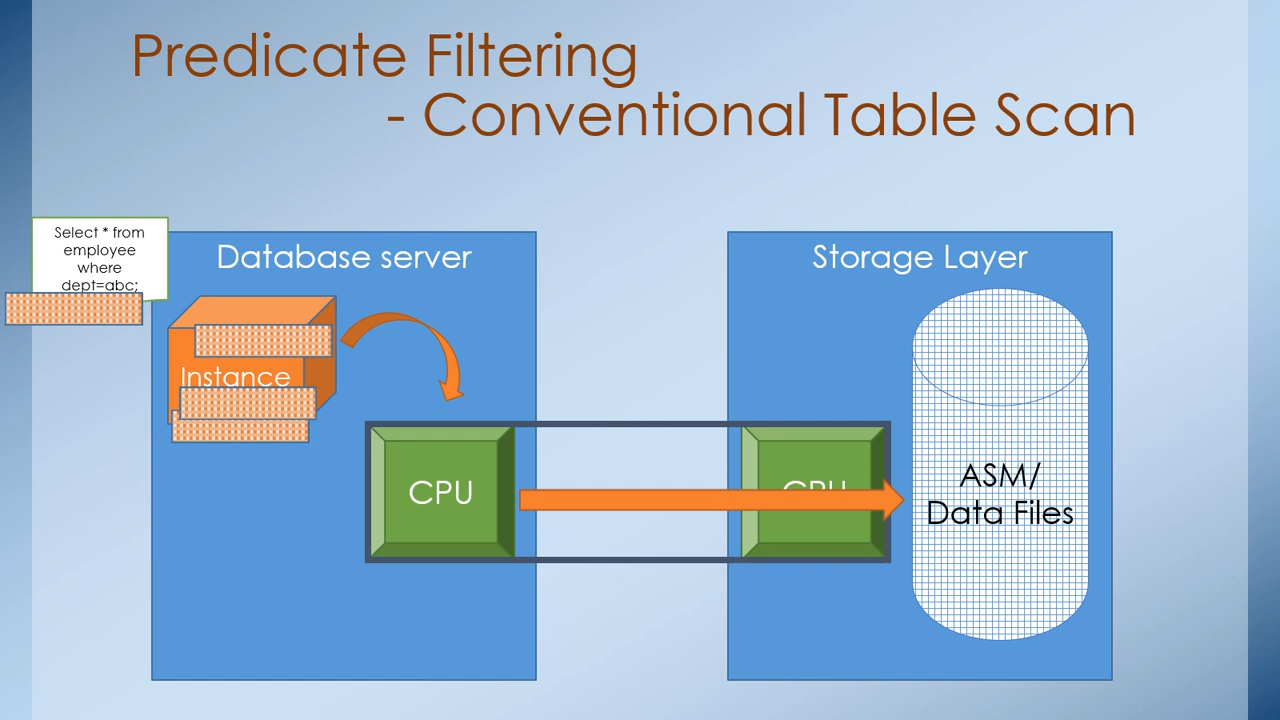 Predicate Filtering
- Conventional Table Scan
Select * from
employee
where
dept=abc;
Database server
Instance
CPU
Storage Layer
CPU
ASM/
Data Files